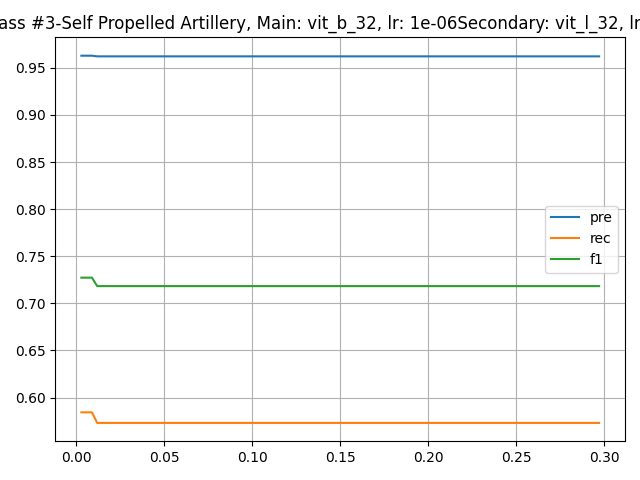 ass #3-Self Propelled Artillery, Main: vit_b_32, lr: 1e-06Secondary: vit_l_32, lr
0.95
0.90
0.85
0.80
0.75
0.70
0.65
0.60
pre
rec
f1
0.00 0.05 0.10 0.15 0.20 0.25 0.30